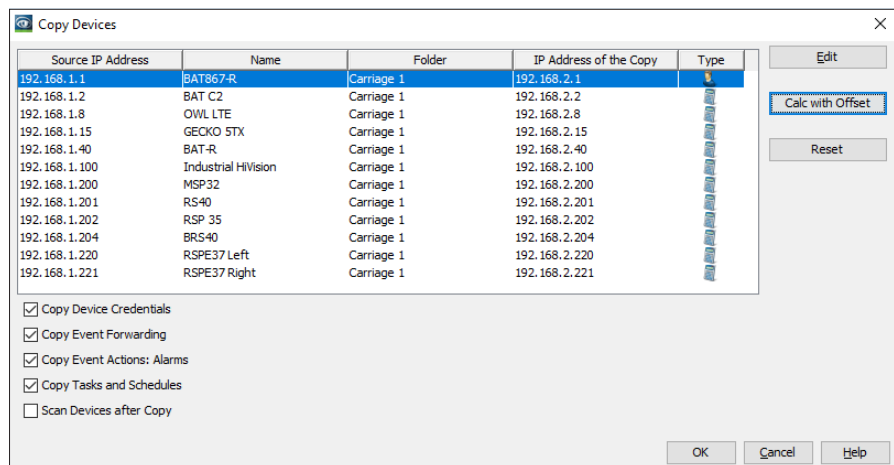 Copy Devices
Source IP Address Name Folder IP Address of the Copy Type Edit
192.168.1.1 BAT867-R Carriage 1 192.168.2.1
192.168.1.2 BAT C2 Carriage 1 192.168.2.2
192.168.1.8 OWL LTE Carriage 1 192.168.2.8 Calc with Offset
192.168.1.15 GECKO 5TX Carriage 1 192.168.2.15
192.168.1.40 BAT-R Carriage 1 192.168.2.40 Reset
192.168.1.100 Industrial HiVision Carriage 1 192.168.2.100
192.168.1.200 MSP32 Carriage 1 192.168.2.200
192.168.1.201 RS40 Carriage 1 192.168.2.201
192.168.1.202 RSP 35 Carriage 1 192.168.2.202
192.168.1.204 BRS40 Carriage 1 192.168.2.204
192.168.1.220 RSPE37 Left Carriage 1 192.168.2.220
192.168.1.221 RSPE37 Right Carriage 1 192.168.2.221
Copy Device Credentials
Copy Event Forwarding
Copy Event Actions: Alarms
Copy Tasks and Schedules
Scan Devices after Copy
OK Cancel Help